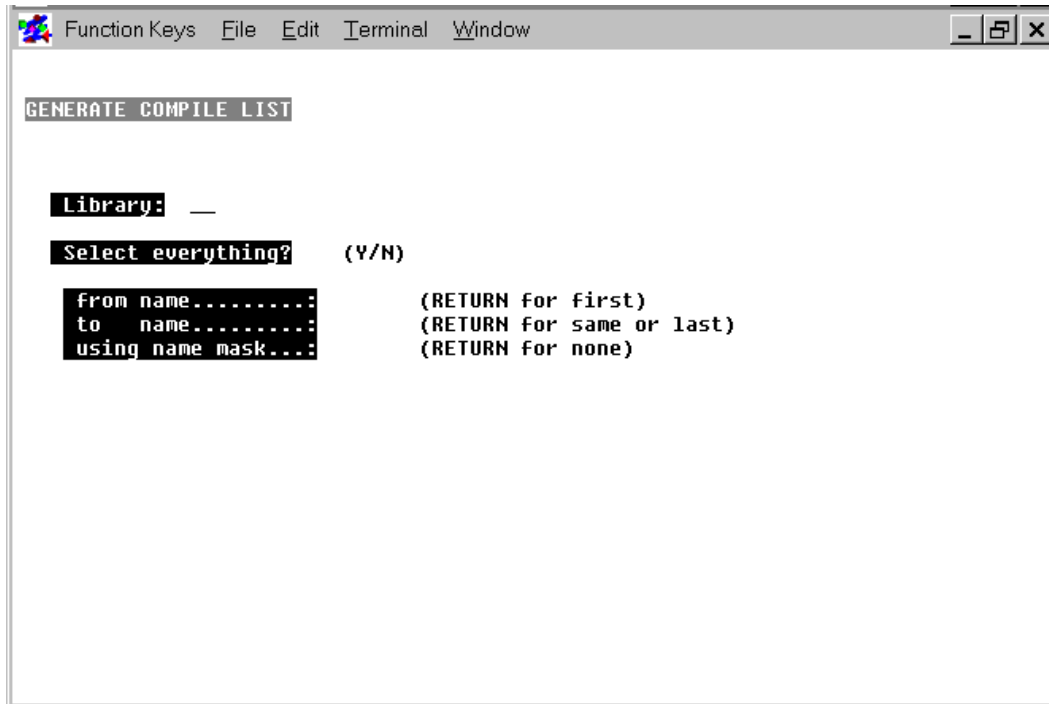 Function Keys File Edit Terminal Window
GENERATE COMPILE LIST
Library: __
Select everything? (Y/N)
from name.........: (RETURN for first)
to name.........: (RETURN for same or last)
using name mask...: (RETURN for none)